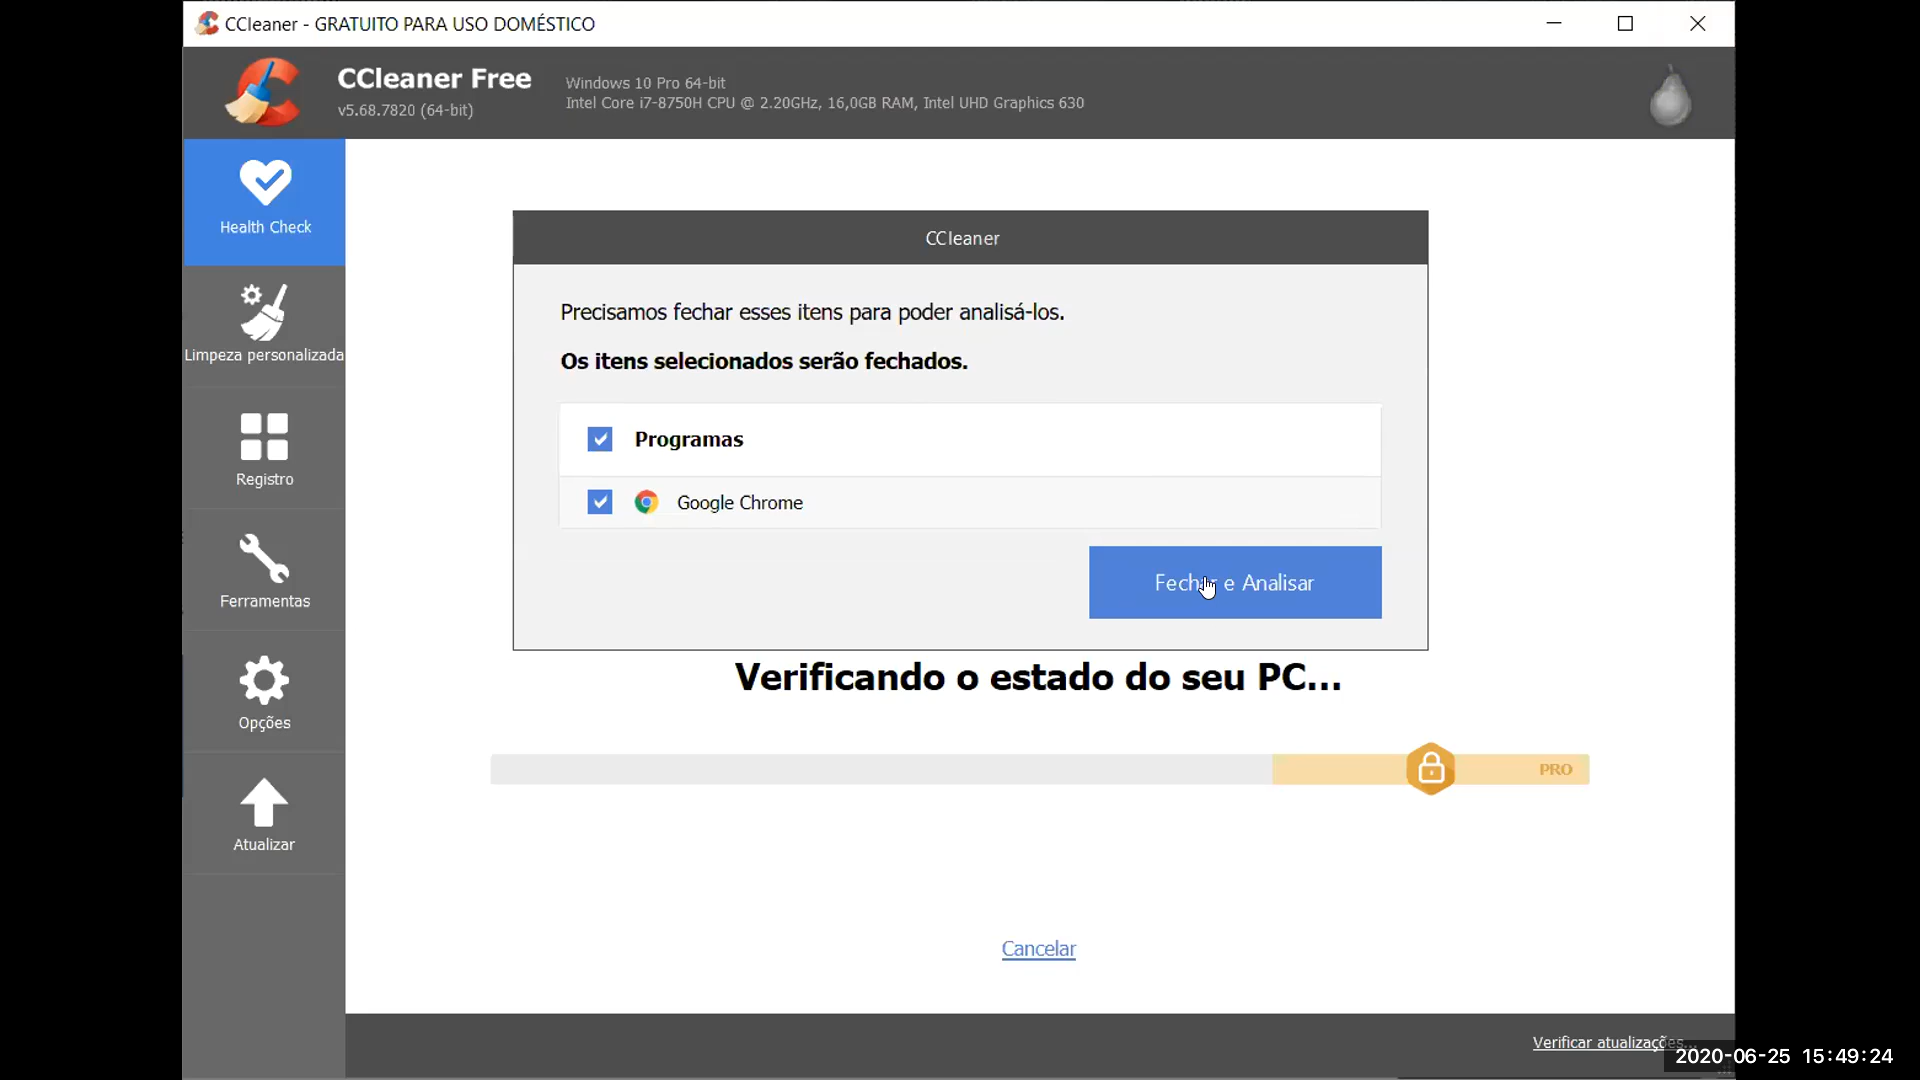 CCleaner - GRATUITO PARA USO DOMÉSTICO
CCleaner Free
v5.68.7820 (64-bit)
Windows 10 Pro 64-bit
Intel Core i7-8750H CPU @ 2.20GHz, 16,0GB RAM, Intel UHD Graphics 630
Health Check
Limpeza personalizada
Registro
Ferramentas
Opções
Atualizar
CCleaner
Precisamos fechar esses itens para poder analisá-los.
Os itens selecionados serão fechados.
Programas
Google Chrome
Fechar e Analisar
Verificando o estado do seu PC...
PRO
Cancelar
Verificar atualizações...
2020-06-25 15:49:24